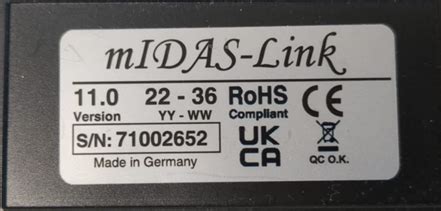 mIDAS-Link
11.0 22 - 36 RoHS CE
Version YY - WW Compliant
S/N: 71002652 UK
CA
Made in Germany QC O.K.